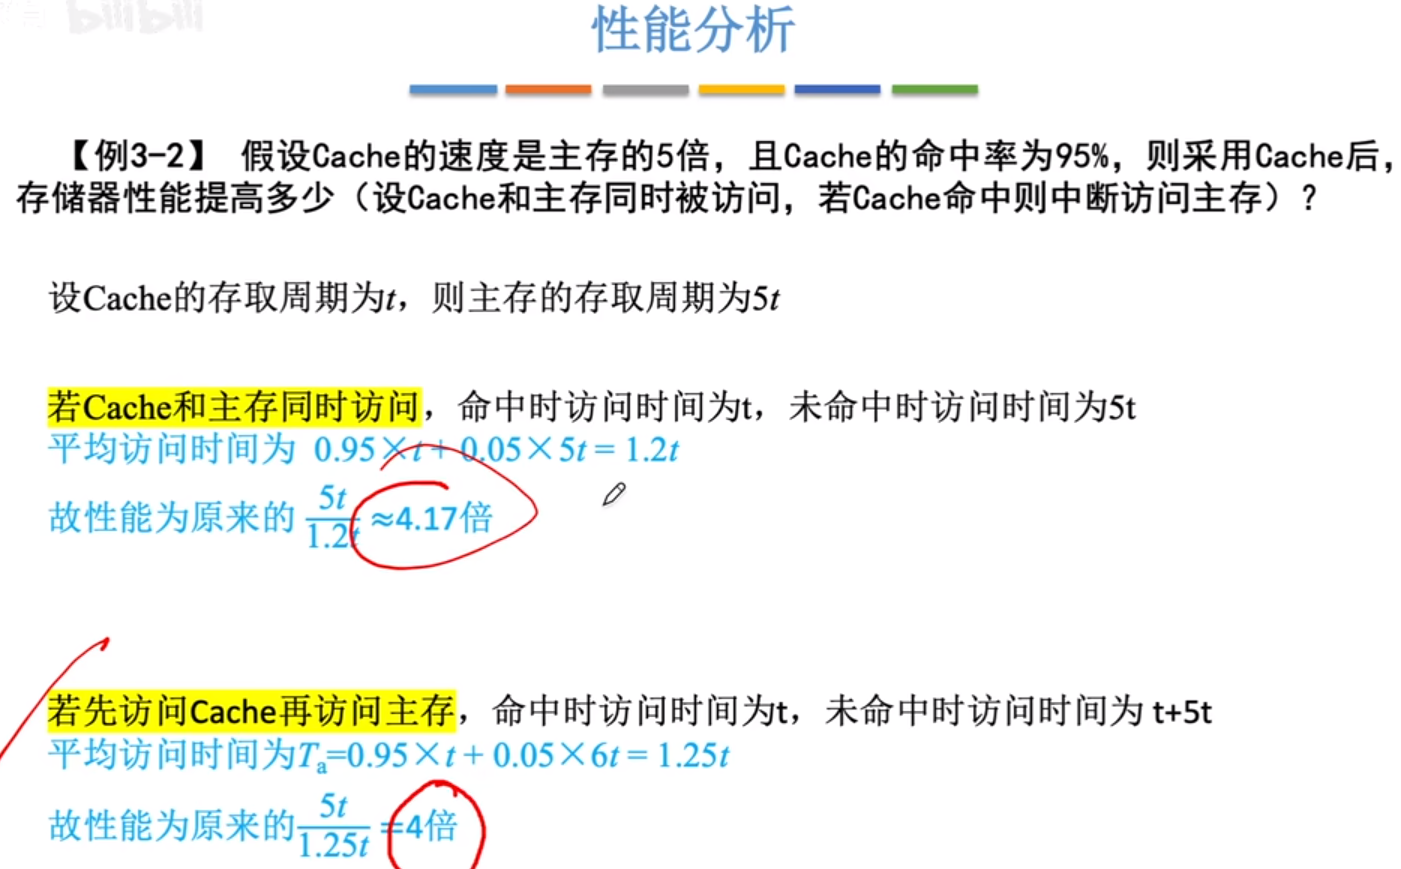 bilibili
性能分析
【例3-2】 假设Cache的速度是主存的5倍，且Cache的命中率为95%，则采用Cache后，
存储器性能提高多少（设Cache和主存同时被访问，若Cache命中则中断访问主存）？
设Cache的存取周期为t，则主存的存取周期为5t
若Cache和主存同时访问，命中时访问时间为t，未命中时访问时间为5t
平均访问时间为 0.95×t + 0.05×5t = 1.2t
故性能为原来的 5t/1.2t ≈4.17倍
若先访问Cache再访问主存，命中时访问时间为t，未命中时访问时间为 t+5t
平均访问时间为Ta=0.95×t + 0.05×6t = 1.25t
故性能为原来的 5t/1.25t =4倍